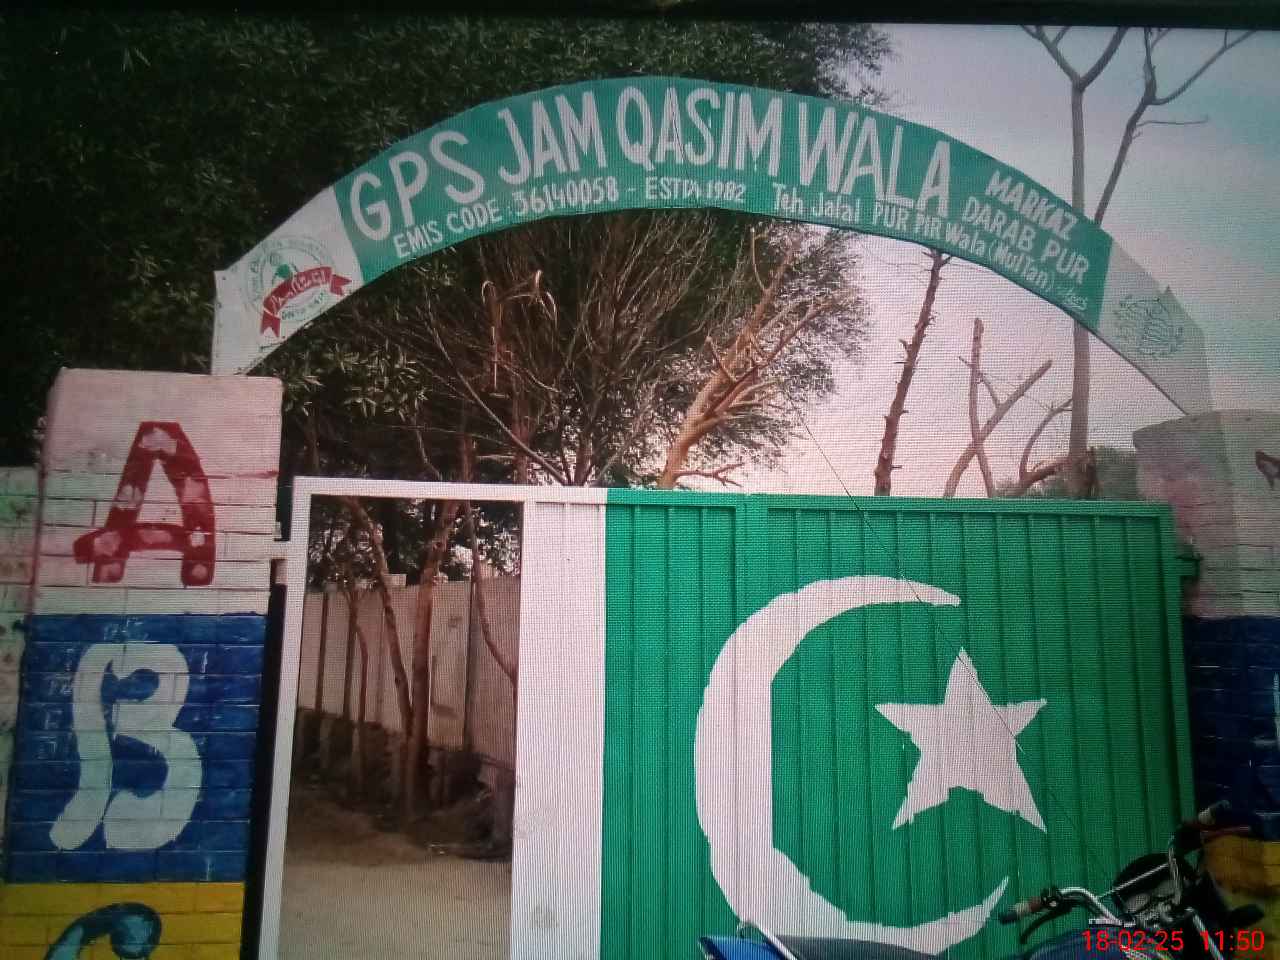 GPS JAM QASIM WALA
EMIS CODE: 36140058 - ESTD, 1982 Teh Jalal PUR PIR Wala (MulTan)
MARKAZ
DARAB PUR
A
B
18-02-25 11:50